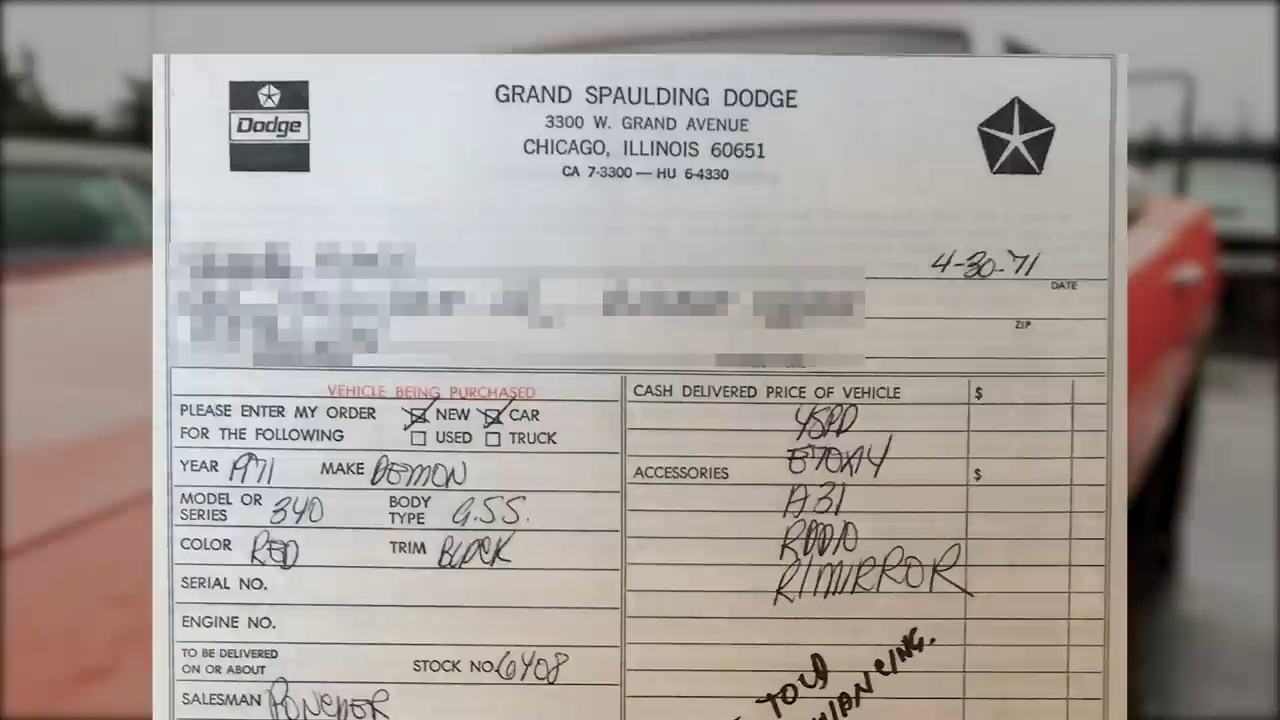 Dodge
GRAND SPAULDING DODGE
3300 W. GRAND AVENUE
CHICAGO, ILLINOIS 60651
CA 7-3300 — HU 6-4330
4-30-71
DATE
ZIP
VEHICLE BEING PURCHASED
PLEASE ENTER MY ORDER NEW CAR
FOR THE FOLLOWING USED TRUCK
YEAR 1971 MAKE DEMON
MODEL OR SERIES 340 BODY TYPE G.S.S.
COLOR RED TRIM BLACK
SERIAL NO.
ENGINE NO.
TO BE DELIVERED ON OR ABOUT STOCK NO. 6408
SALESMAN
CASH DELIVERED PRICE OF VEHICLE $
4SPD
ACCESSORIES $
A31
RADIO
R/MIRROR
TOLD